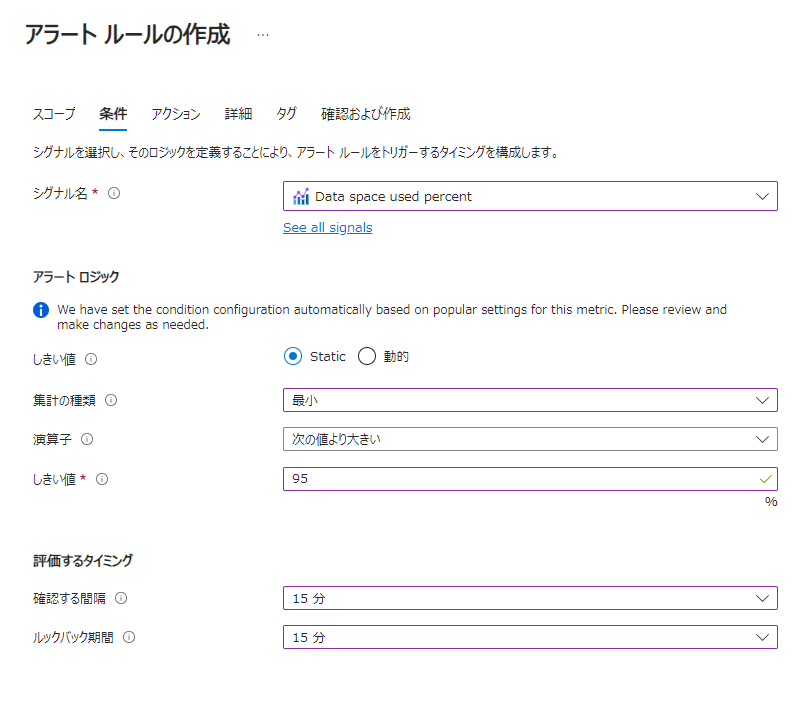 アラート ルールの作成 …
スコープ 条件 アクション 詳細 タグ 確認および作成
シグナルを選択し、そのロジックを定義することにより、アラート ルールをトリガーするタイミングを構成します。
シグナル名 * Data space used percent
See all signals
アラート ロジック
We have set the condition configuration automatically based on popular settings for this metric. Please review and
make changes as needed.
しきい値 Static 動的
集計の種類 最小
演算子 次の値より大きい
しきい値 * 95
%
評価するタイミング
確認する間隔 15 分
ルックバック期間 15 分